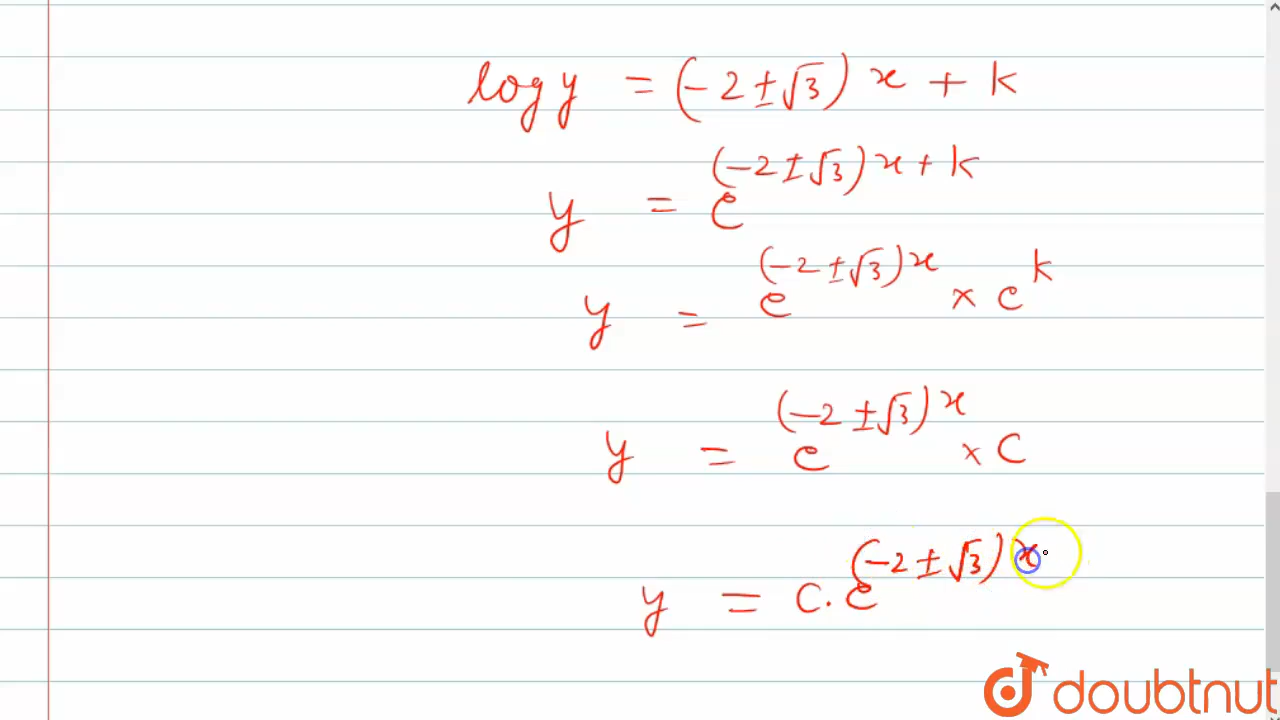 log y = (-2 ± √3) x + k
y = e^(-2 ± √3) x + k
y = e^(-2 ± √3) x × e^k
y = e^(-2 ± √3) x × C
y = C. e^(-2 ± √3) x
doubtnut